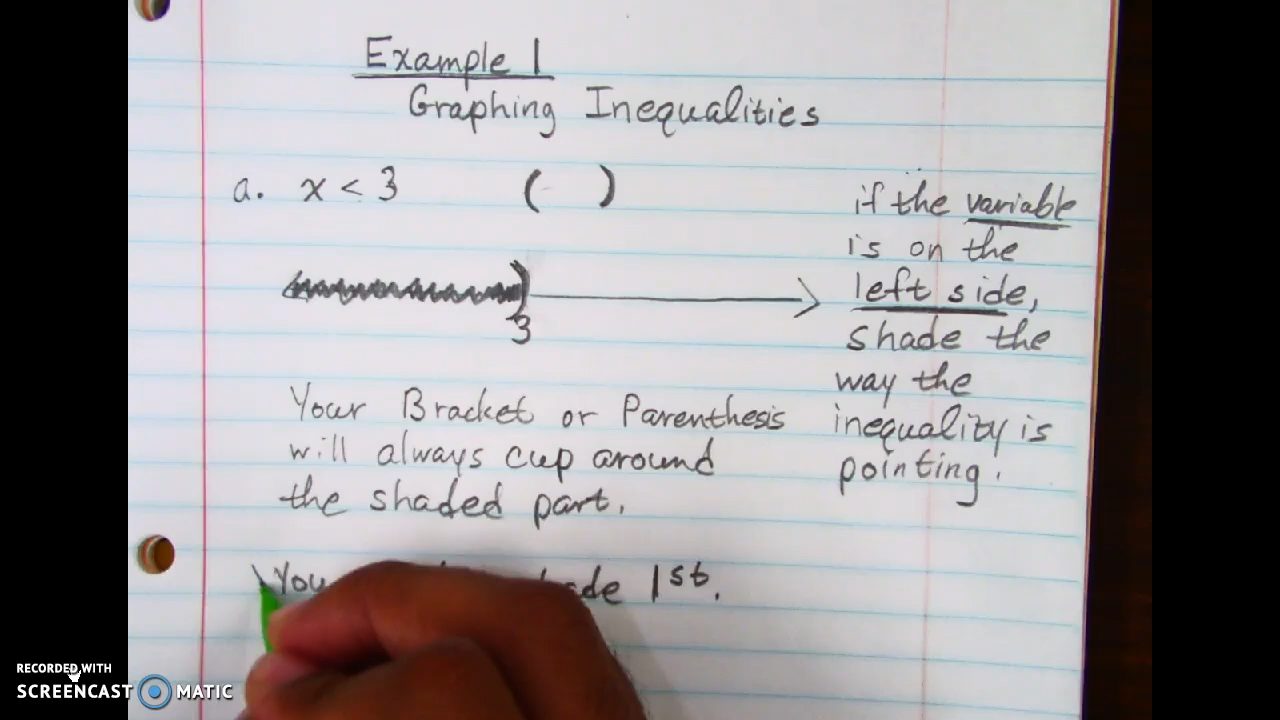 Example 1
Graphing Inequalities
a. x < 3 ( )
3
if the variable
is on the
left side,
shade the
way the
inequality is
pointing.
Your Bracket or Parenthesis
will always cup around
the shaded part.
You 1st.
RECORDED WITH
SCREENCAST MATIC